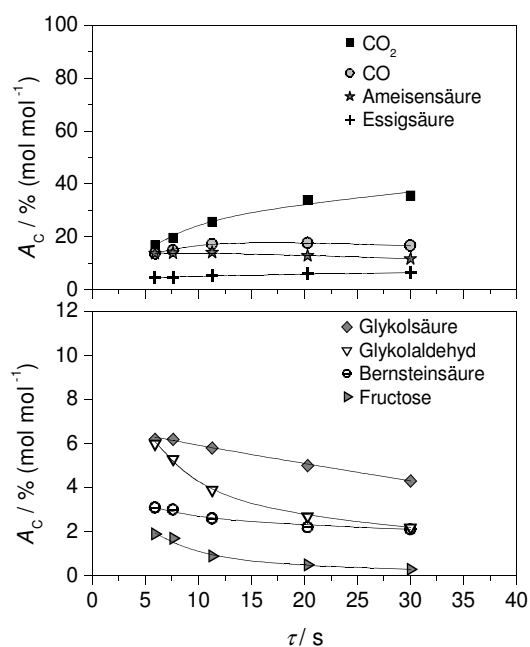 100
80
60
40
20
0
A_C / % (mol mol⁻¹)
CO₂
CO
Ameisensäure
Essigsäure
12
10
8
6
4
2
0
A_C / % (mol mol⁻¹)
Glykolsäure
Glykolaldehyd
Bernsteinsäure
Fructose
0 5 10 15 20 25 30 35 40
τ / s